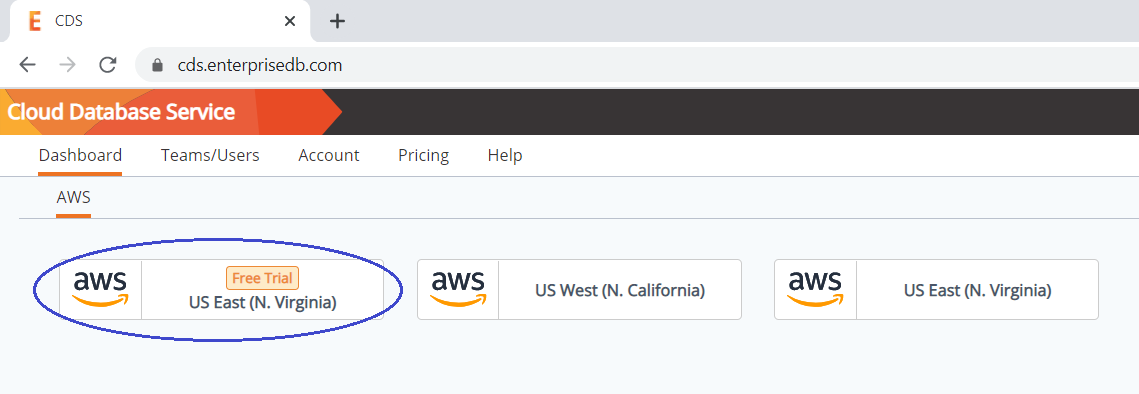 CDS
cds.enterprisedb.com
Cloud Database Service
Dashboard Teams/Users Account Pricing Help
AWS
aws Free Trial
US East (N. Virginia)
aws US West (N. California)
aws US East (N. Virginia)